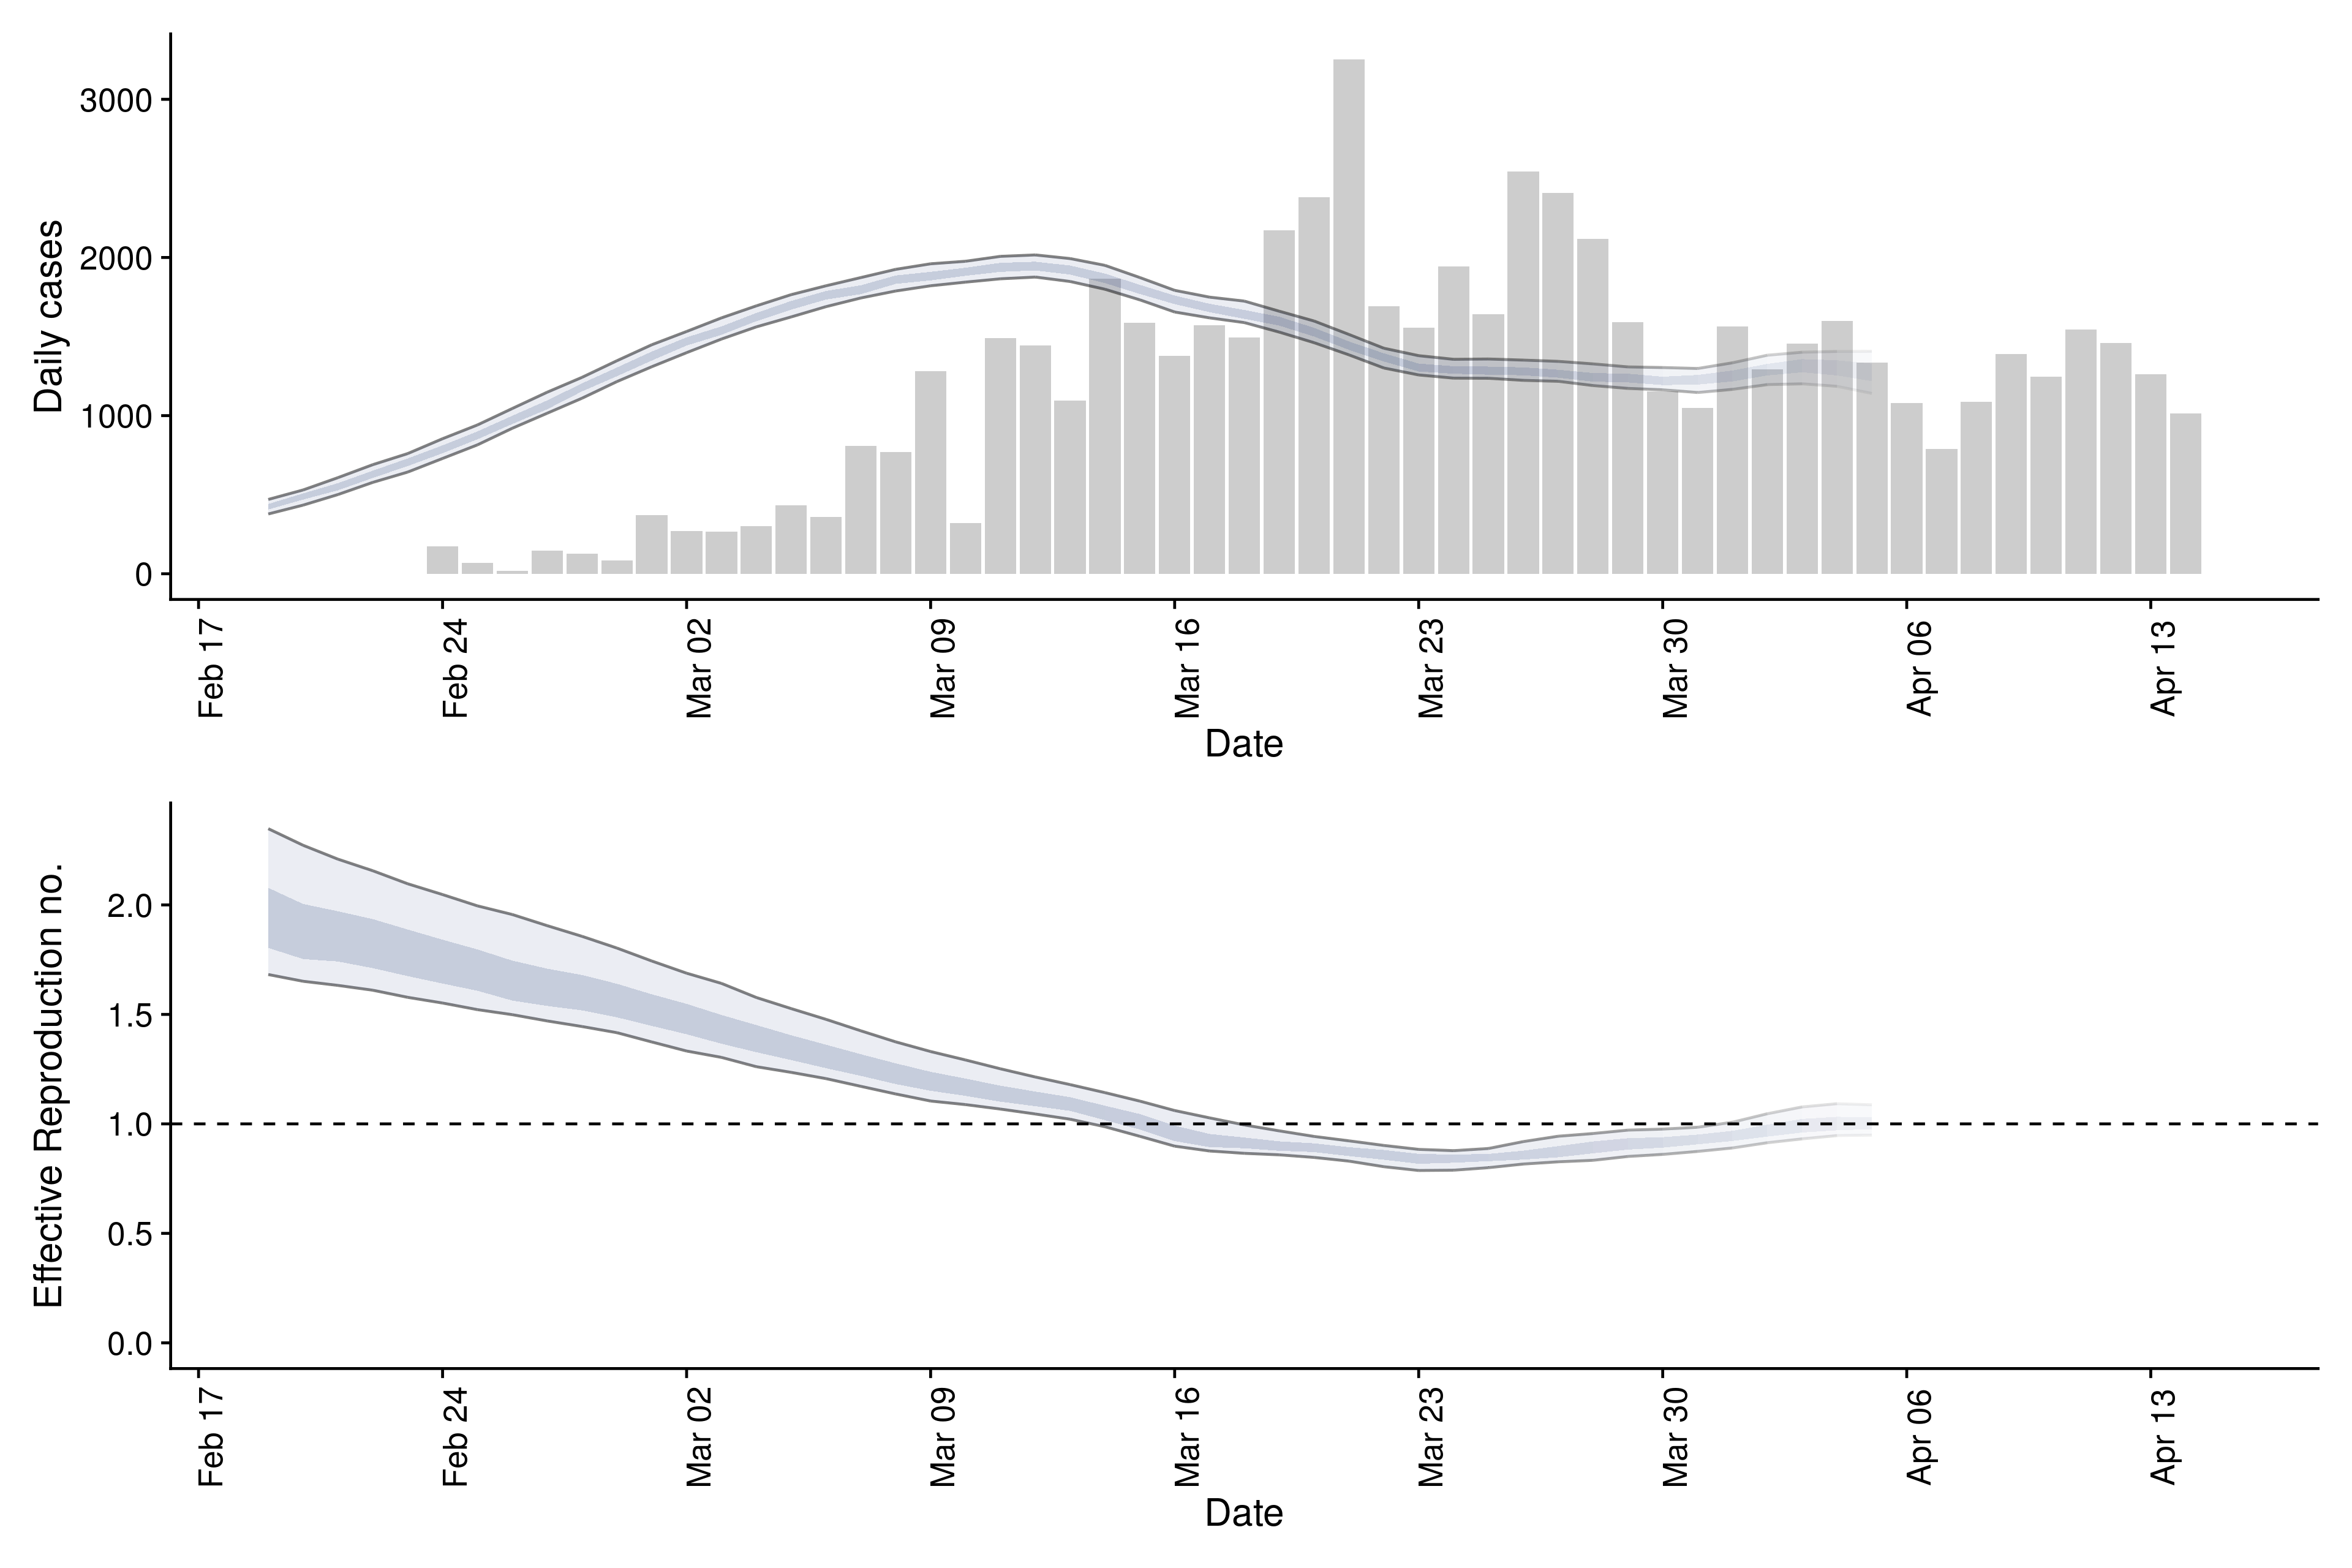 Daily cases
3000
2000
1000
0
Feb 17
Feb 24
Mar 02
Mar 09
Mar 16
Mar 23
Mar 30
Apr 06
Apr 13
Date
Effective Reproduction no.
2.0
1.5
1.0
0.5
0.0
Feb 17
Feb 24
Mar 02
Mar 09
Mar 16
Mar 23
Mar 30
Apr 06
Apr 13
Date